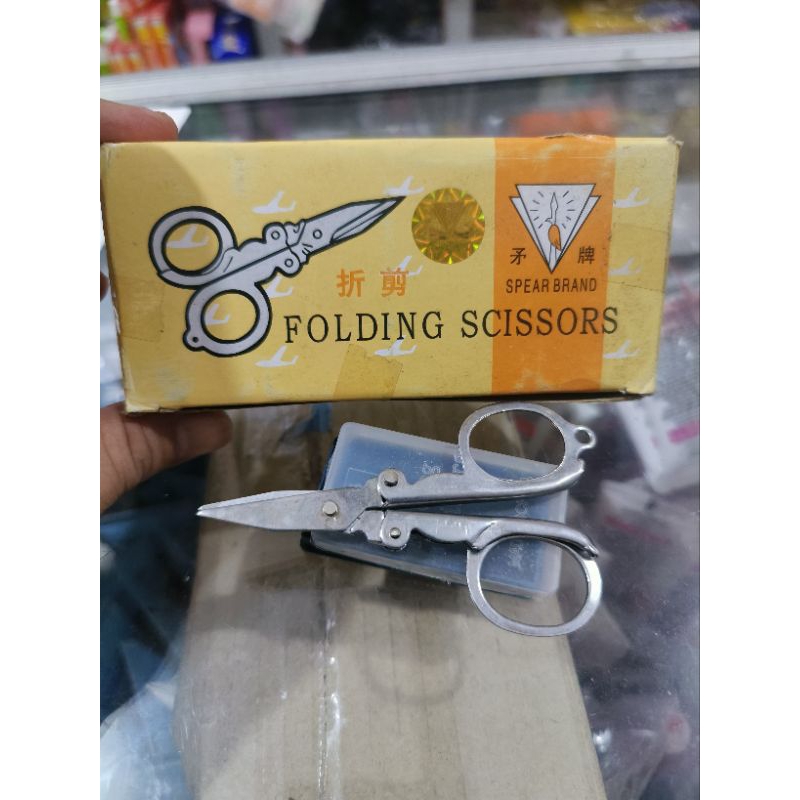 折剪
FOLDING SCISSORS
矛 牌
SPEAR BRAND